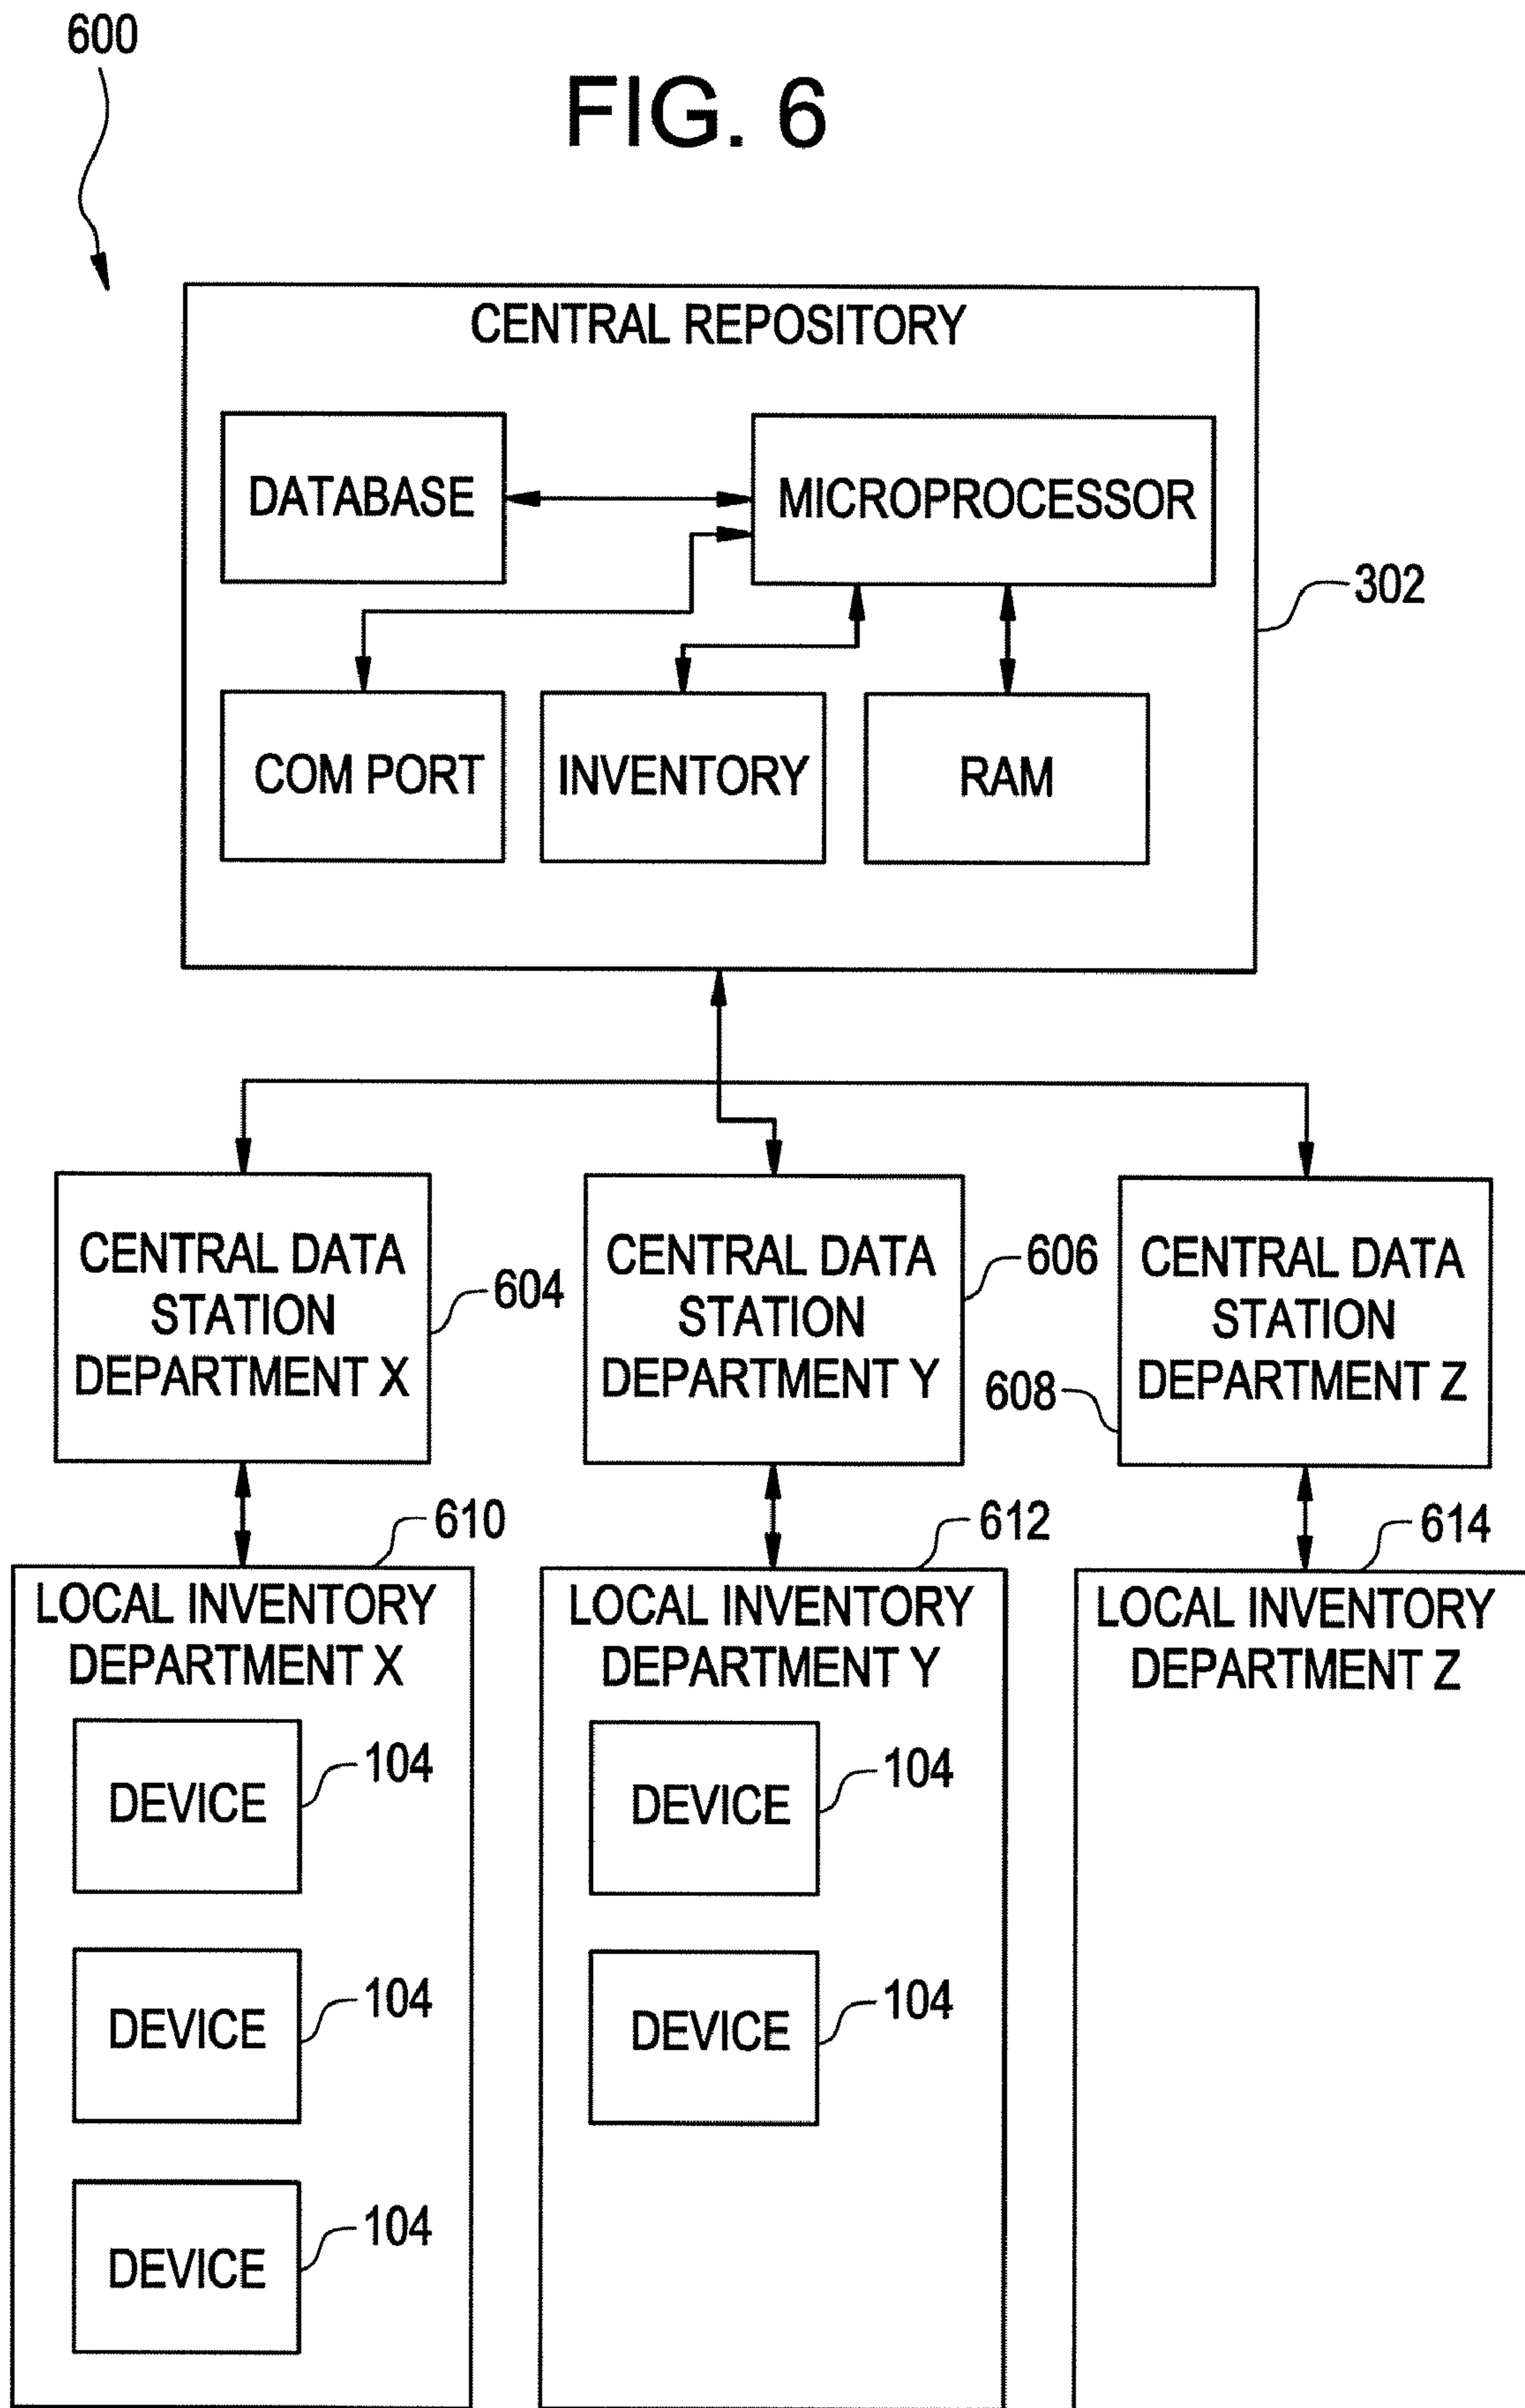 600
FIG. 6
CENTRAL REPOSITORY
DATABASE
MICROPROCESSOR
302
COM PORT
INVENTORY
RAM
CENTRAL DATA
STATION
DEPARTMENT X
604
CENTRAL DATA
STATION
DEPARTMENT Y
606
CENTRAL DATA
STATION
DEPARTMENT Z
608
610
LOCAL INVENTORY
DEPARTMENT X
DEVICE
104
DEVICE
104
DEVICE
104
612
LOCAL INVENTORY
DEPARTMENT Y
DEVICE
104
DEVICE
104
614
LOCAL INVENTORY
DEPARTMENT Z